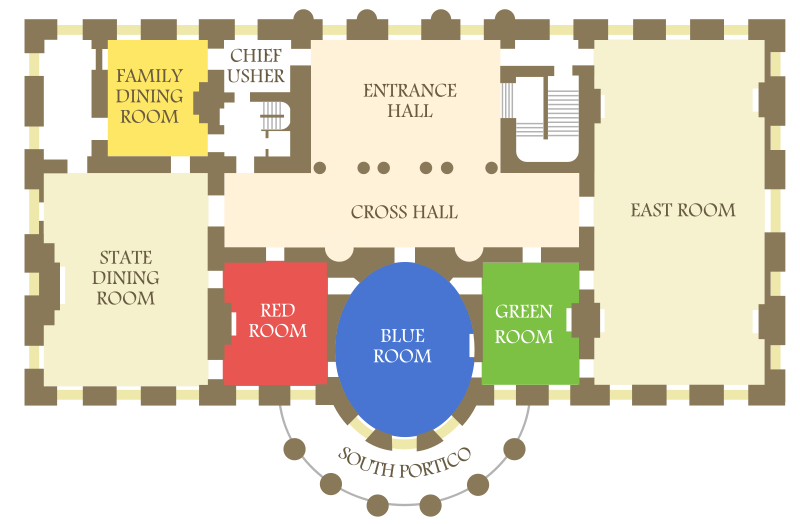 CHIEF
USHER
FAMILY
DINING
ROOM
ENTRANCE
HALL
CROSS HALL
EAST ROOM
STATE
DINING
ROOM
RED
ROOM
BLUE
ROOM
GREEN
ROOM
SOUTH PORTICO